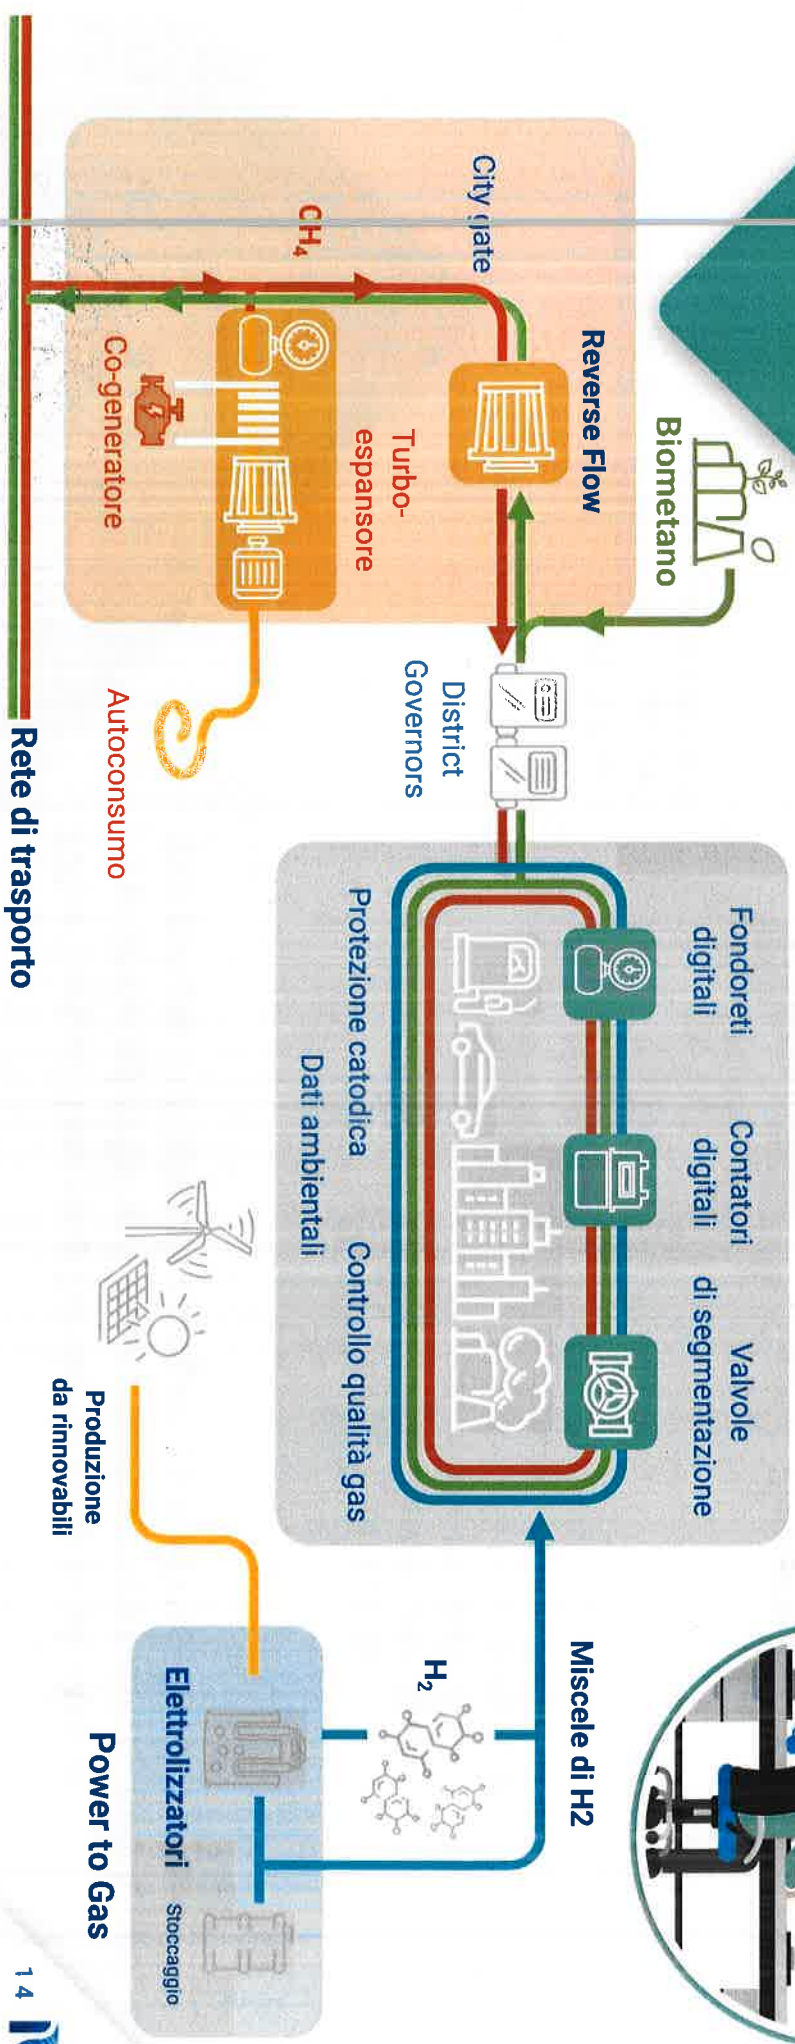 Biometano
Reverse Flow
City gate
CH₄
Turbo-
espansore
Co-generatore
Autoconsumo
Rete di trasporto
District
Governors
Fondoreti
digitali
Contatori
digitali
Valvole
di segmentazione
Protezione catodica
Controllo qualità gas
Dati ambientali
Miscele di H2
H₂
Produzione
da rinnovabili
Elettrolizzatori
Stoccaggio
Power to Gas
14